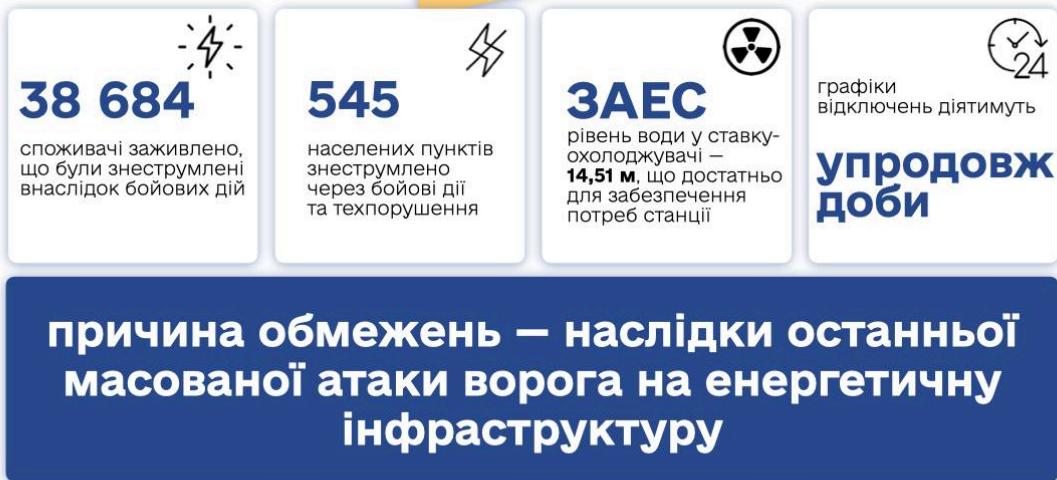 38 684
споживачі заживлено,
що були знеструмлені
внаслідок бойових дій
545
населених пунктів
знеструмлено
через бойові дії
та техпорушення
ЗАЕС
рівень води у ставку-
охолоджувачі —
14,51 м, що достатньо
для забезпечення
потреб станції
24
графіки
відключень діятимуть
упродовж
доби
причина обмежень — наслідки останньої
масованої атаки ворога на енергетичну
інфраструктуру